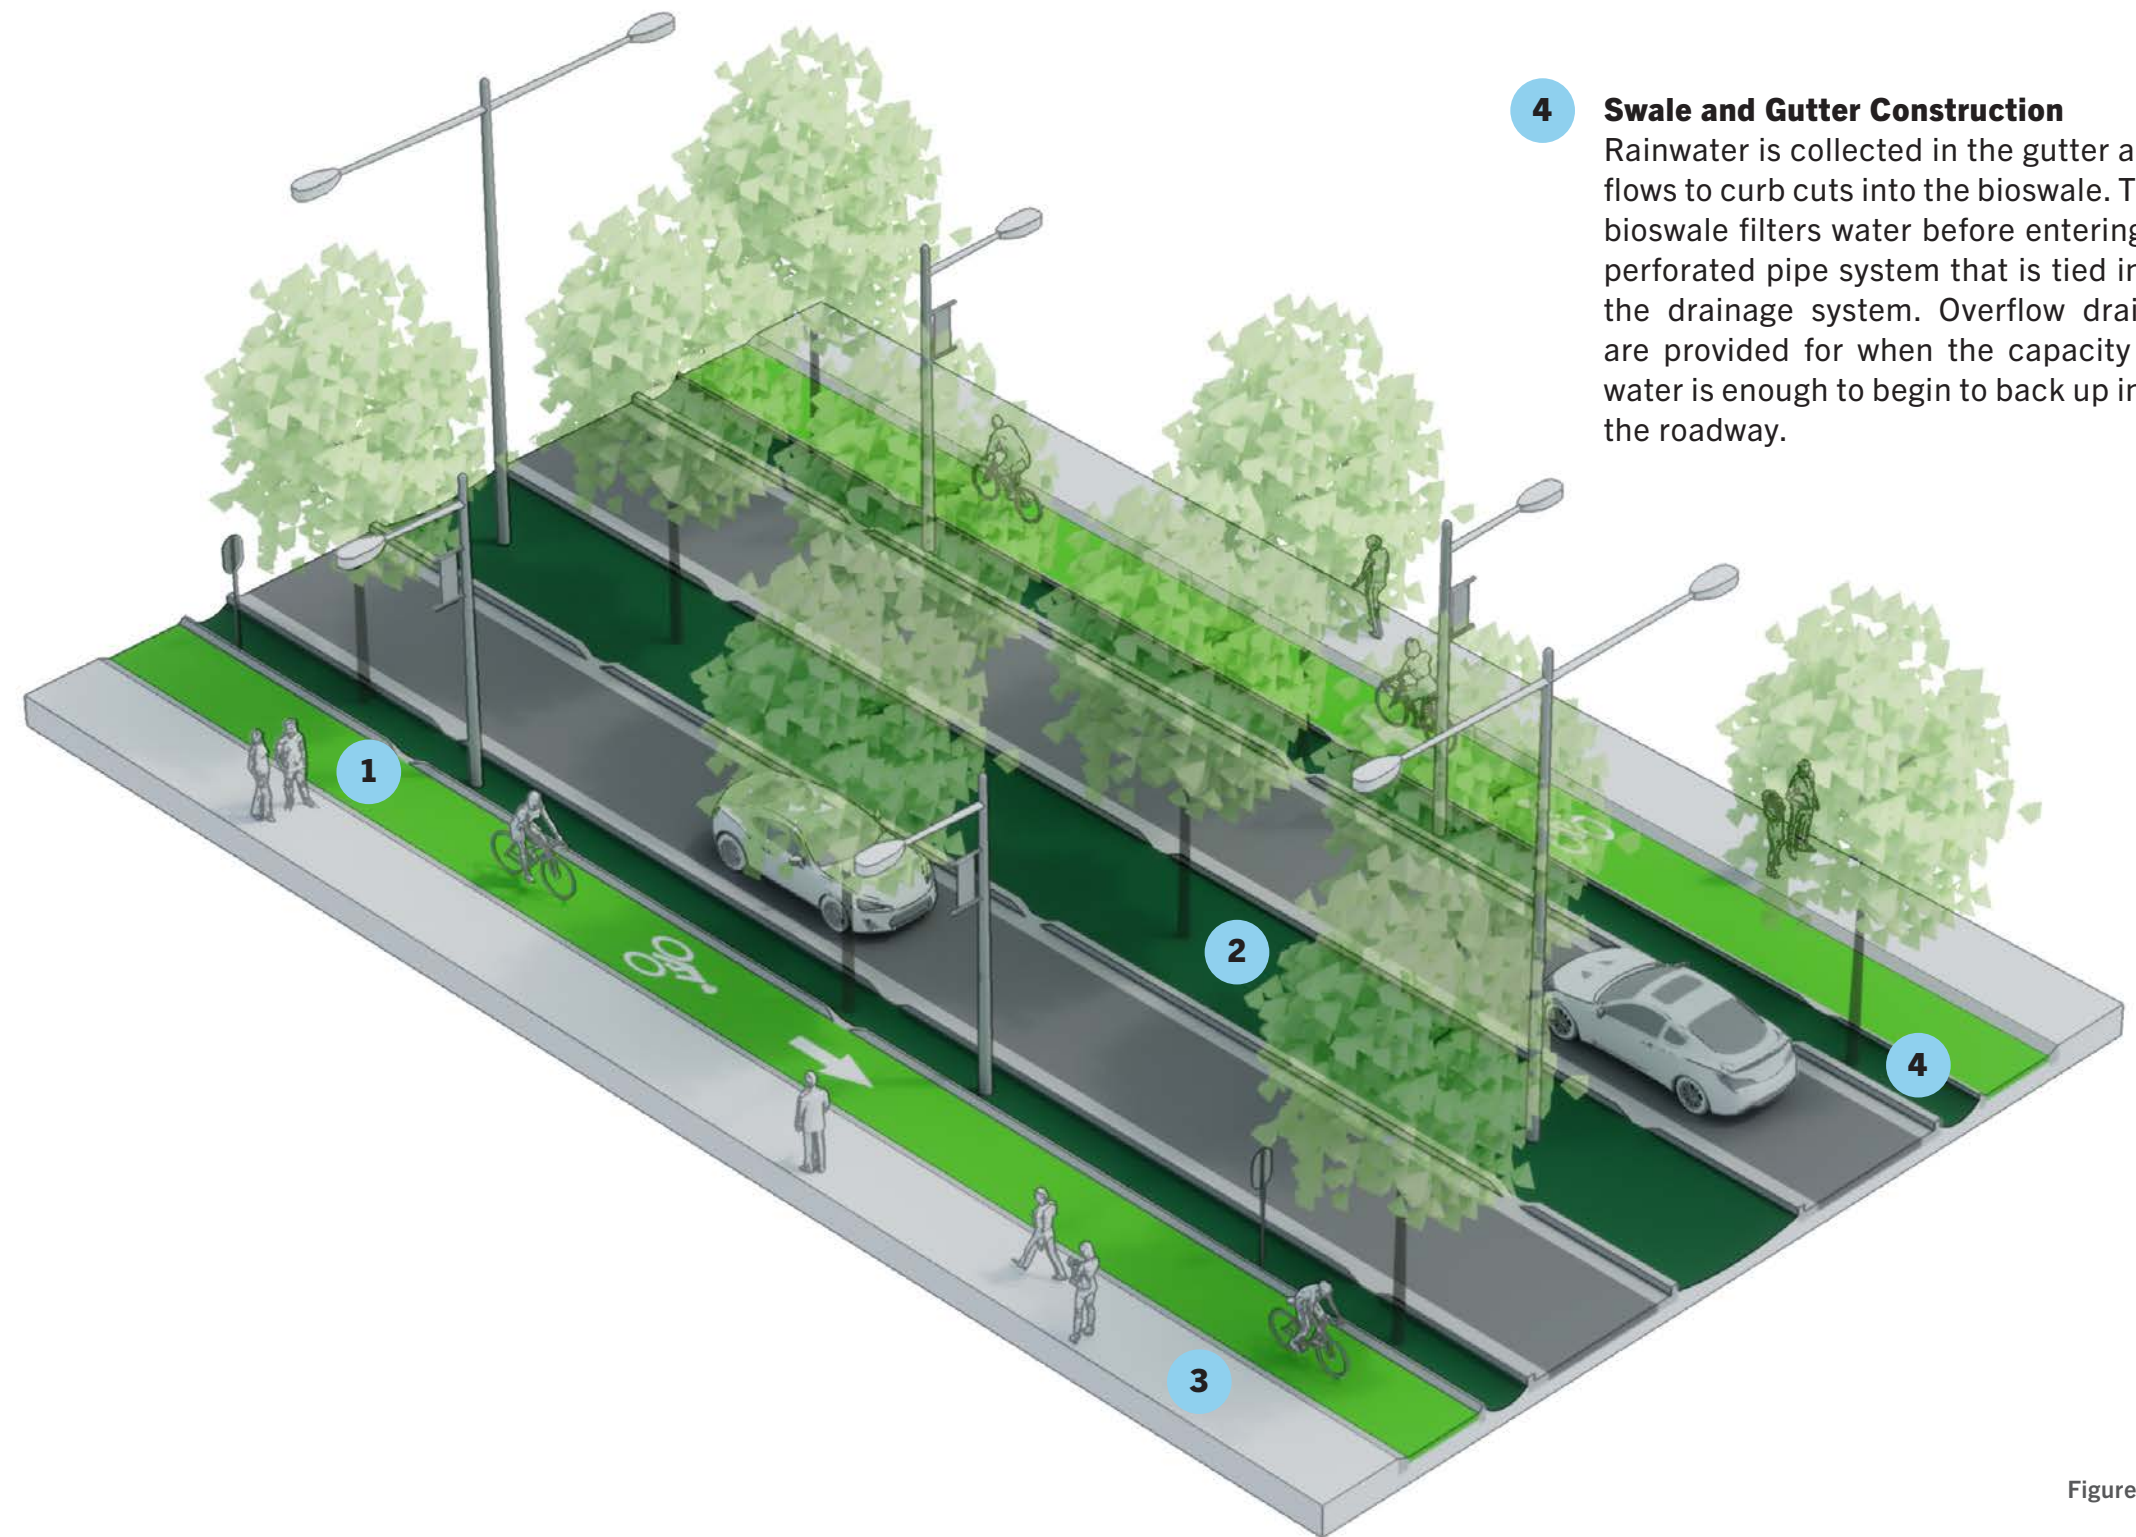 4 Swale and Gutter Construction
Rainwater is collected in the gutter a
flows to curb cuts into the bioswale. T
bioswale filters water before entering
perforated pipe system that is tied in
the drainage system. Overflow drai
are provided for when the capacity
water is enough to begin to back up in
the roadway.
1
2
4
3
Figure